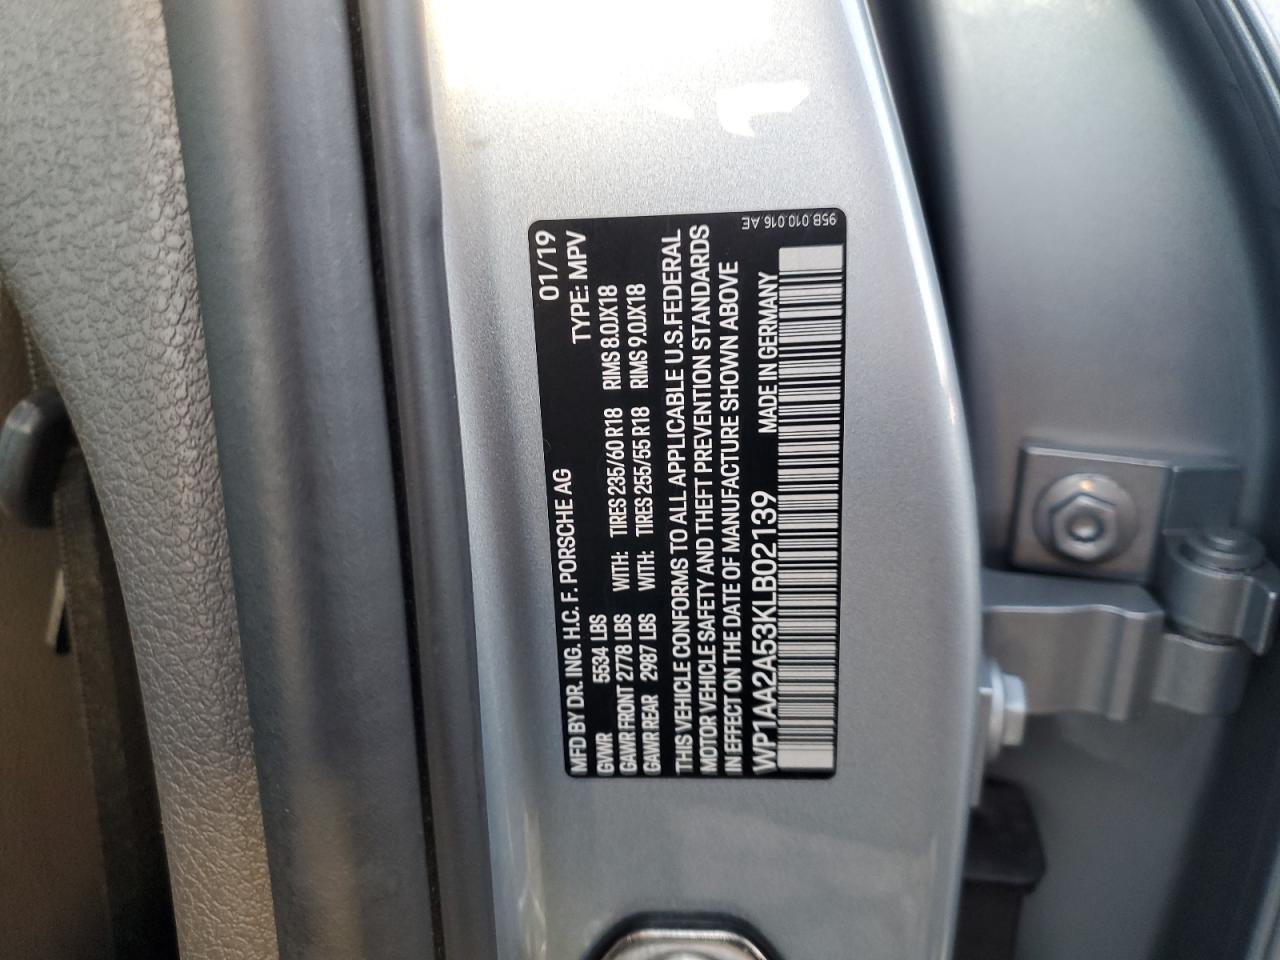 MFD BY DR. ING. H.C. F. PORSCHE AG 01/19
GVWR 5534 LBS TYPE: MPV
GAWR FRONT 2778 LBS WITH: TIRES 235/60 R18 RIMS 8.0JX18
GAWR REAR 2987 LBS WITH: TIRES 255/55 R18 RIMS 9.0JX18
THIS VEHICLE CONFORMS TO ALL APPLICABLE U.S.FEDERAL
MOTOR VEHICLE SAFETY AND THEFT PREVENTION STANDARDS
IN EFFECT ON THE DATE OF MANUFACTURE SHOWN ABOVE
WP1AA2A53KLB02139 MADE IN GERMANY
95B.010.016.AE